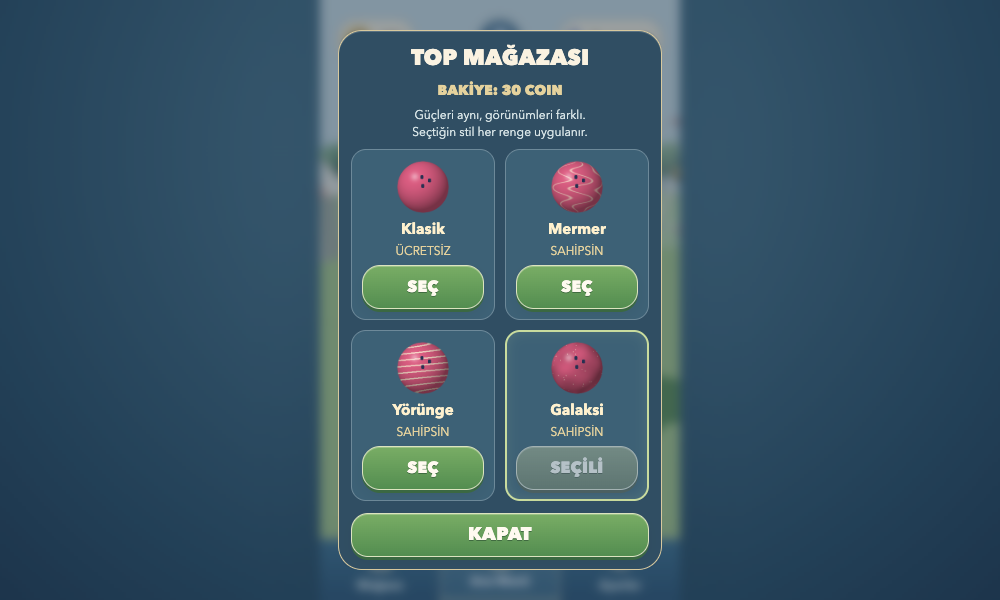 TOP MAĞAZASI
BAKİYE: 30 COIN
Güçleri aynı, görünümleri farklı.
Seçtiğin stil her renge uygulanır.
Klasik
ÜCRETSİZ
SEÇ
Mermer
SAHİPSİN
SEÇ
Yörünge
SAHİPSİN
SEÇ
Galaksi
SAHİPSİN
SEÇİLİ
KAPAT